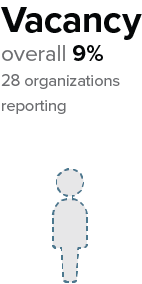 Vacancy
overall 9%
28 organizations
reporting